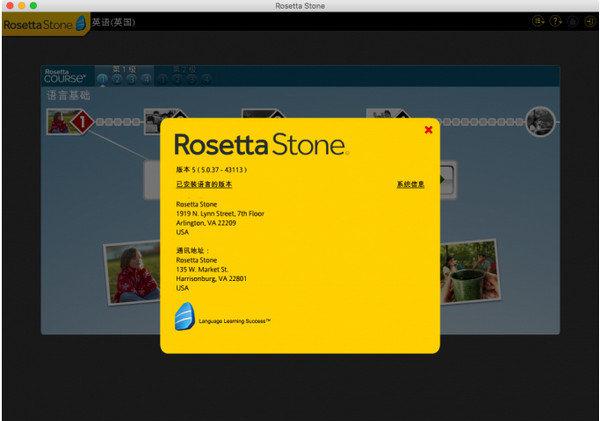 Rosetta Stone
RosettaStone 英语(英国)
Rosetta
COURSE
第 1 级 第 2 级
1 2 3 4 1 2 3 4
语言基础
1
RosettaStone
版本 5 ( 5.0.37 - 43113 )
已安装语言的版本 系统信息
Rosetta Stone
1919 N. Lynn Street, 7th Floor
Arlington, VA 22209
USA
通讯地址：
Rosetta Stone
135 W. Market St.
Harrisonburg, VA 22801
USA
Language Learning Success™